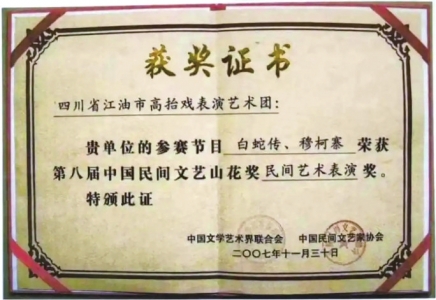 获奖证书
四川省江油市高抬戏表演艺术团：
贵单位的参赛节目 白蛇传、穆柯寨 荣获
第八届中国民间文艺山花奖民间艺术表演奖。
特颁此证
中国文学艺术界联合会 中国民间文艺家协会
二〇〇七年十一月三十日